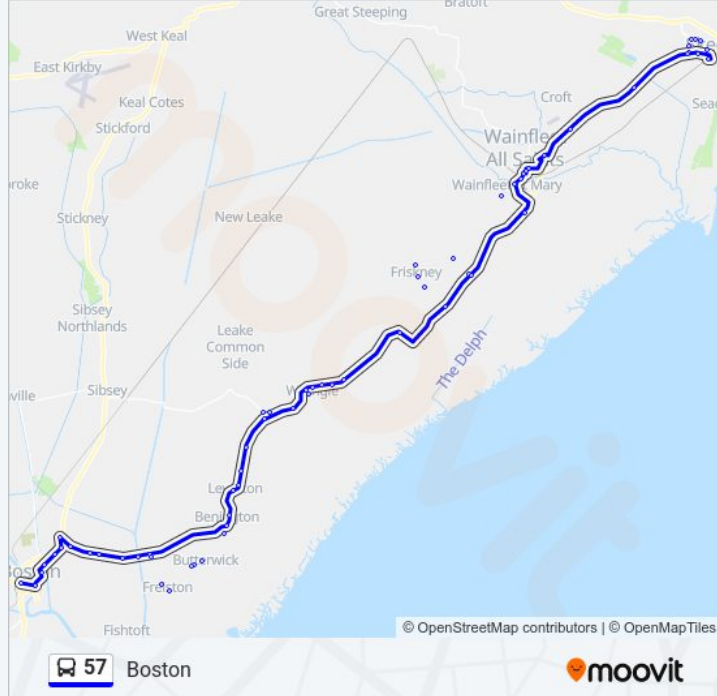 Great Steeping
Bratoft
West Keal
East Kirkby
Keal Cotes
Croft
Stickford
Wainfleet
All Saints
Wainfleet St Mary
Stickney
New Lake
Friskney
Sibsey
Northlands
Leake
Common
Side
The Delph
Sibsey
Wrangle
Leverton
Benington
Butterwick
Boston
Freiston
Fishtoft
© OpenStreetMap contributors | © OpenMapTiles
57 Boston
moovit